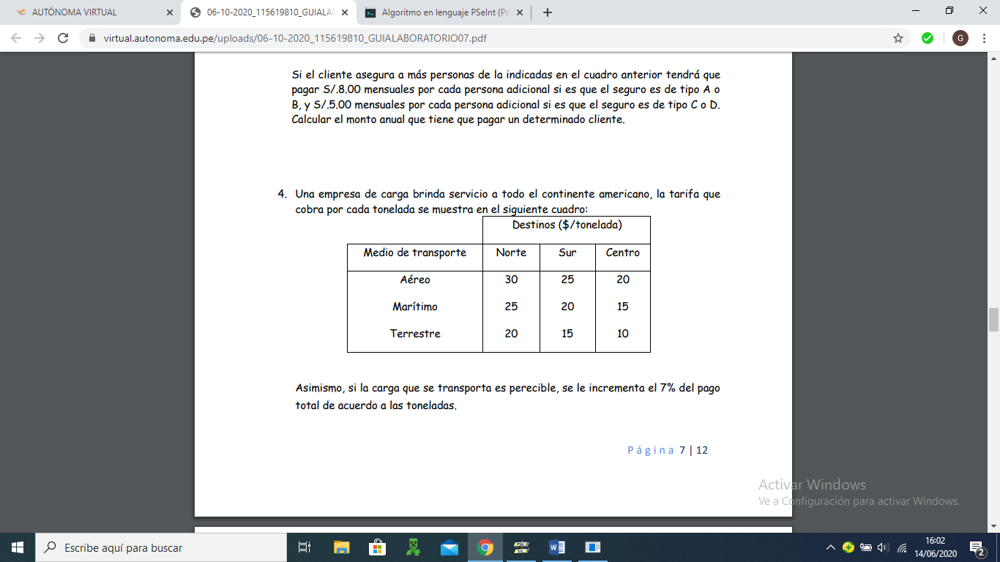 AUTÓNOMA VIRTUAL
06-10-2020_115619810_GUIALAB
Algoritmo en lenguaje PSeInt (Ps
virtual.autonoma.edu.pe/uploads/06-10-2020_115619810_GUIALABORATORIO07.pdf
G
Si el cliente asegura a más personas de la indicadas en el cuadro anterior tendrá que
pagar S/.8.00 mensuales por cada persona adicional si es que el seguro es de tipo A o
B, y S/.5.00 mensuales por cada persona adicional si es que el seguro es de tipo C o D.
Calcular el monto anual que tiene que pagar un determinado cliente.
4. Una empresa de carga brinda servicio a todo el continente americano, la tarifa que
cobra por cada tonelada se muestra en el siguiente cuadro:
Destinos ($/tonelada)
Medio de transporte Norte Sur Centro
Aéreo 30 25 20
Marítimo 25 20 15
Terrestre 20 15 10
Asimismo, si la carga que se transporta es perecible, se le incrementa el 7% del pago
total de acuerdo a las toneladas.
Página 7 | 12
Activar Windows
Ve a Configuración para activar Windows.
Escribe aquí para buscar
16:02
14/06/2020
2